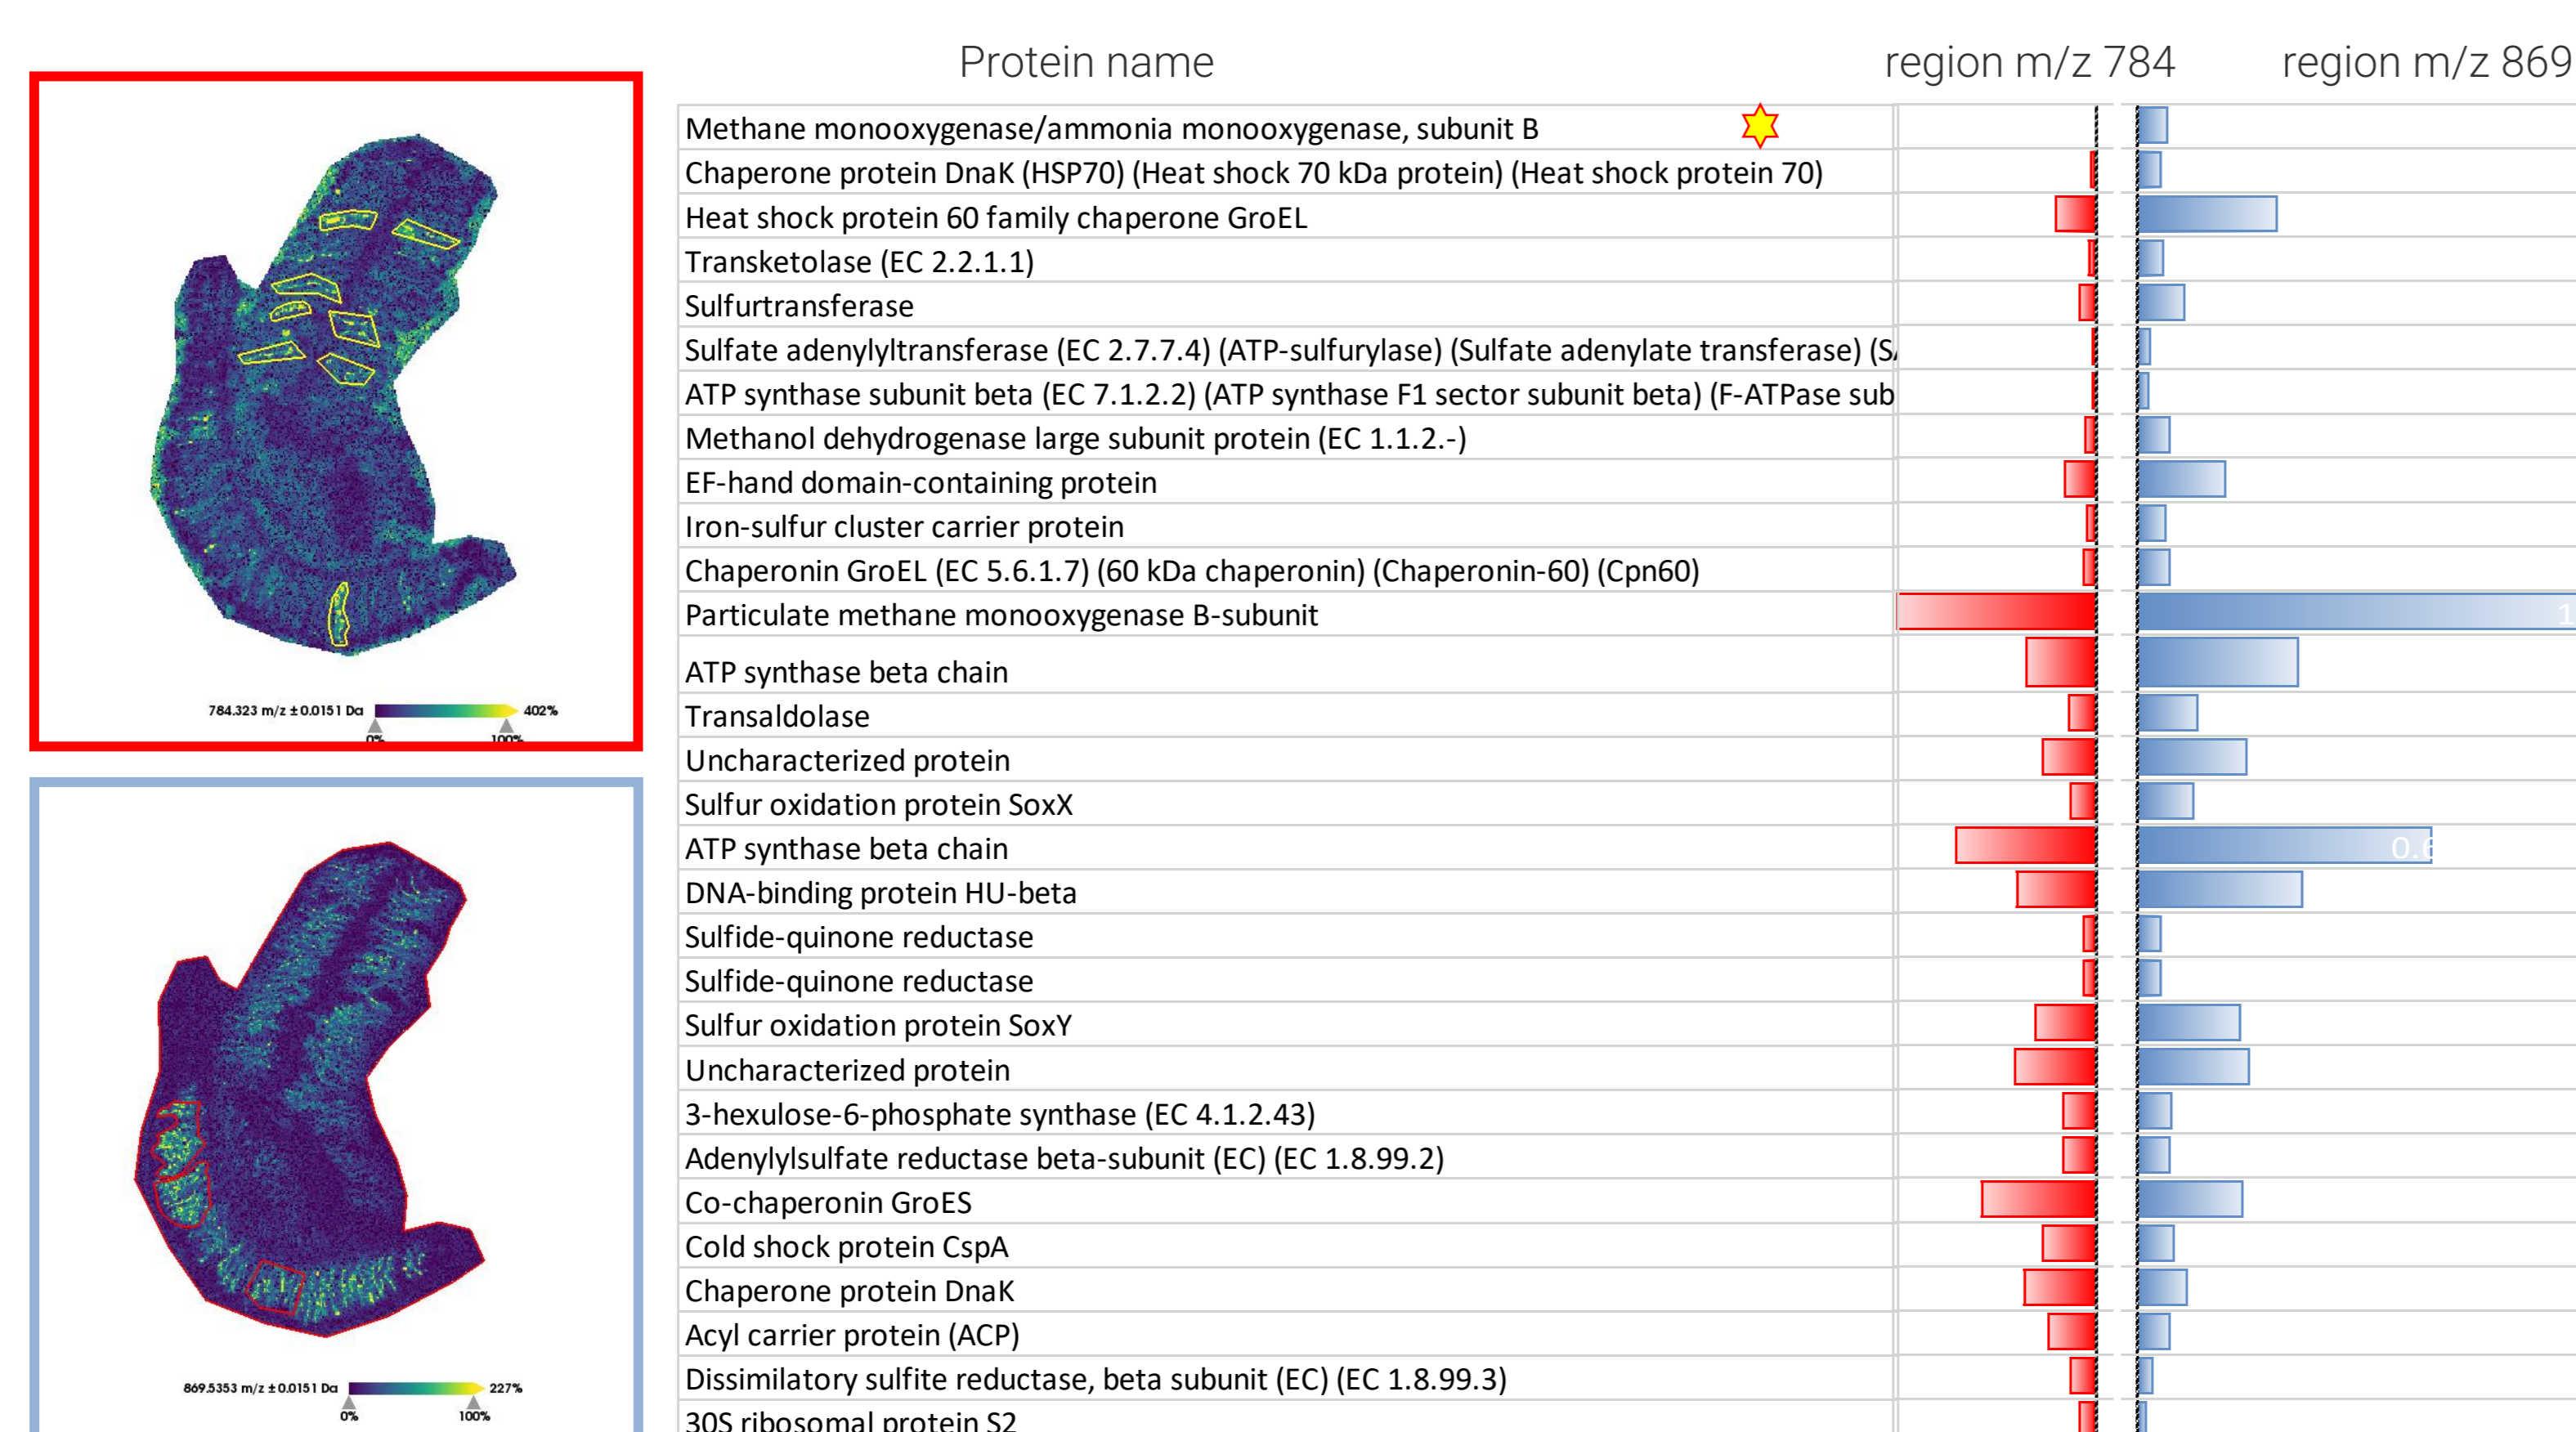 Protein name region m/z 784 region m/z 869
Methane monooxygenase/ammonia monooxygenase, subunit B
Chaperone protein DnaK (HSP70) (Heat shock 70 kDa protein) (Heat shock protein 70)
Heat shock protein 60 family chaperone GroEL
Transketolase (EC 2.2.1.1)
Sulfurtransferase
Sulfate adenylyltransferase (EC 2.7.7.4) (ATP-sulfurylase) (Sulfate adenylate transferase) (SA
ATP synthase subunit beta (EC 7.1.2.2) (ATP synthase F1 sector subunit beta) (F-ATPase sub
Methanol dehydrogenase large subunit protein (EC 1.1.2.-)
EF-hand domain-containing protein
Iron-sulfur cluster carrier protein
Chaperonin GroEL (EC 5.6.1.7) (60 kDa chaperonin) (Chaperonin-60) (Cpn60)
Particulate methane monooxygenase B-subunit 1
ATP synthase beta chain
Transaldolase
Uncharacterized protein
Sulfur oxidation protein SoxX
ATP synthase beta chain 0.6
DNA-binding protein HU-beta
Sulfide-quinone reductase
Sulfide-quinone reductase
Sulfur oxidation protein SoxY
Uncharacterized protein
3-hexulose-6-phosphate synthase (EC 4.1.2.43)
Adenylylsulfate reductase beta-subunit (EC) (EC 1.8.99.2)
Co-chaperonin GroES
Cold shock protein CspA
Chaperone protein DnaK
Acyl carrier protein (ACP)
Dissimilatory sulfite reductase, beta subunit (EC) (EC 1.8.99.3)
30S ribosomal protein S2
784.323 m/z ± 0.0151 Da 402%
0% 100%
869.5353 m/z ± 0.0151 Da 227%
0% 100%